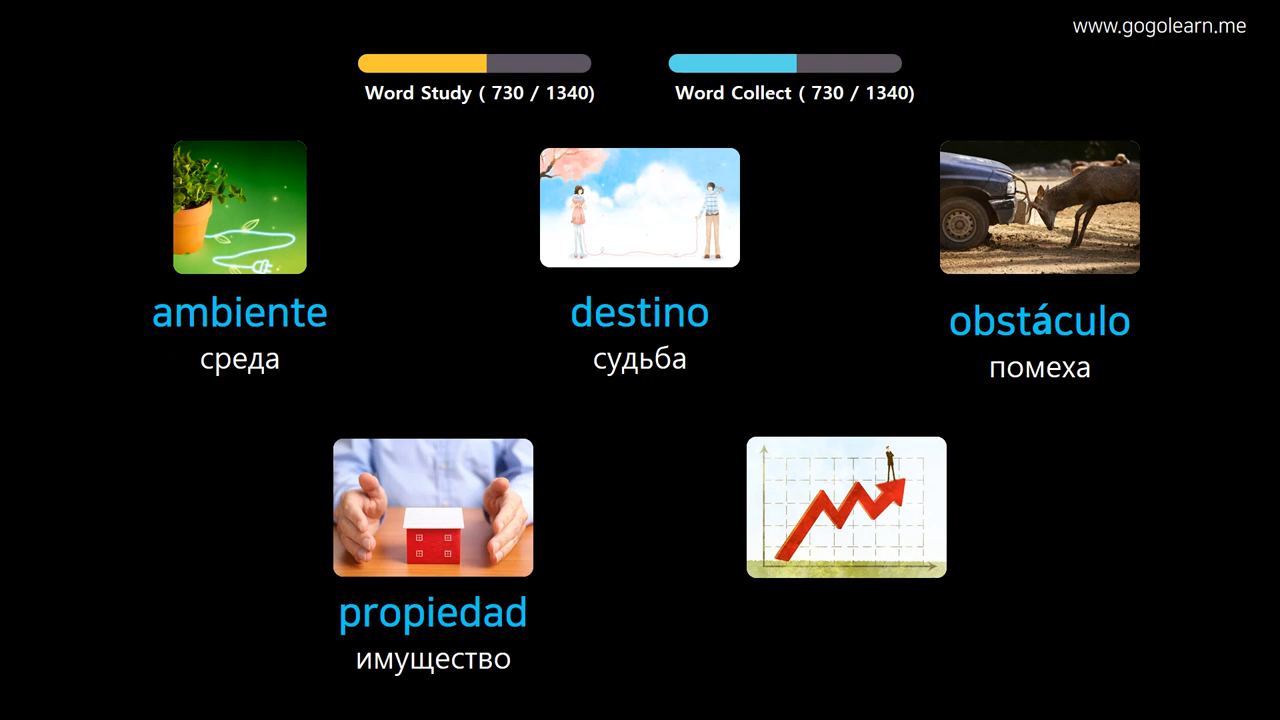 www.gogolearn.me
Word Study ( 730 / 1340)
Word Collect ( 730 / 1340)
ambiente
среда
destino
судьба
obstáculo
помеха
propiedad
имущество